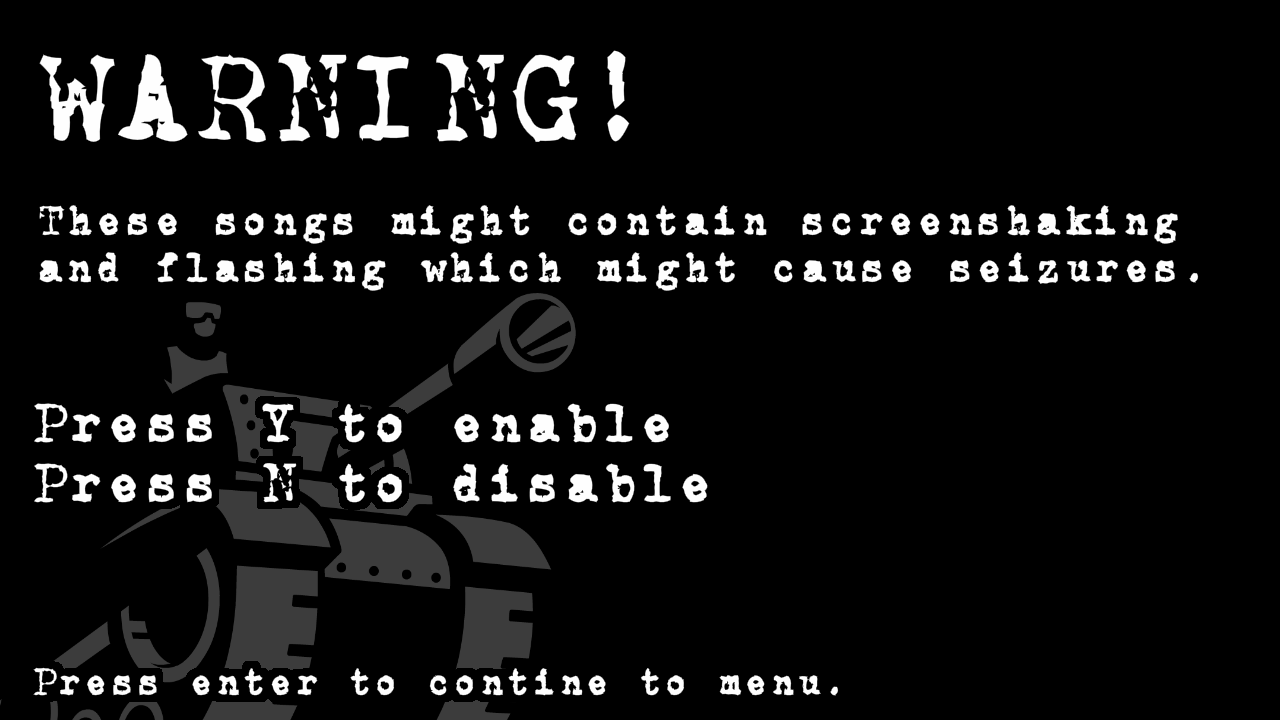 WARNING!
These songs might contain screenshaking
and flashing which might cause seizures.
Press Y to enable
Press N to disable
Press enter to contine to menu.